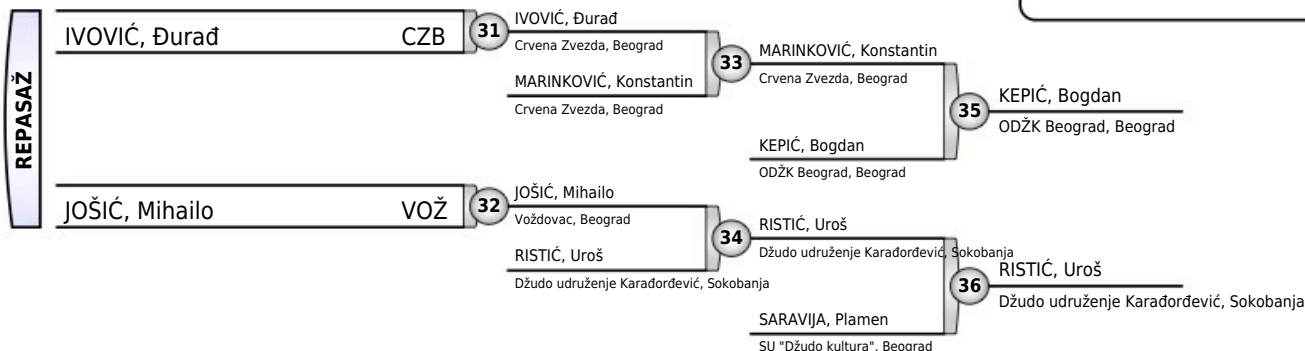 REPASAŽ
IVOVIĆ, Đurađ CZB
31
IVOVIĆ, Đurađ
Crvena Zvezda, Beograd
MARINKOVIĆ, Konstantin
Crvena Zvezda, Beograd
33
MARINKOVIĆ, Konstantin
Crvena Zvezda, Beograd
KEPIĆ, Bogdan
ODŽK Beograd, Beograd
35
KEPIĆ, Bogdan
ODŽK Beograd, Beograd
JOŠIĆ, Mihailo VOŽ
32
JOŠIĆ, Mihailo
Voždovac, Beograd
RISTIĆ, Uroš
Džudo udruženje Karađorđević, Sokobanja
34
RISTIĆ, Uroš
Džudo udruženje Karađorđević, Sokobanja
SARAVIJA, Plamen
SU "Džudo kultura", Beograd
36
RISTIĆ, Uroš
Džudo udruženje Karađorđević, Sokobanja